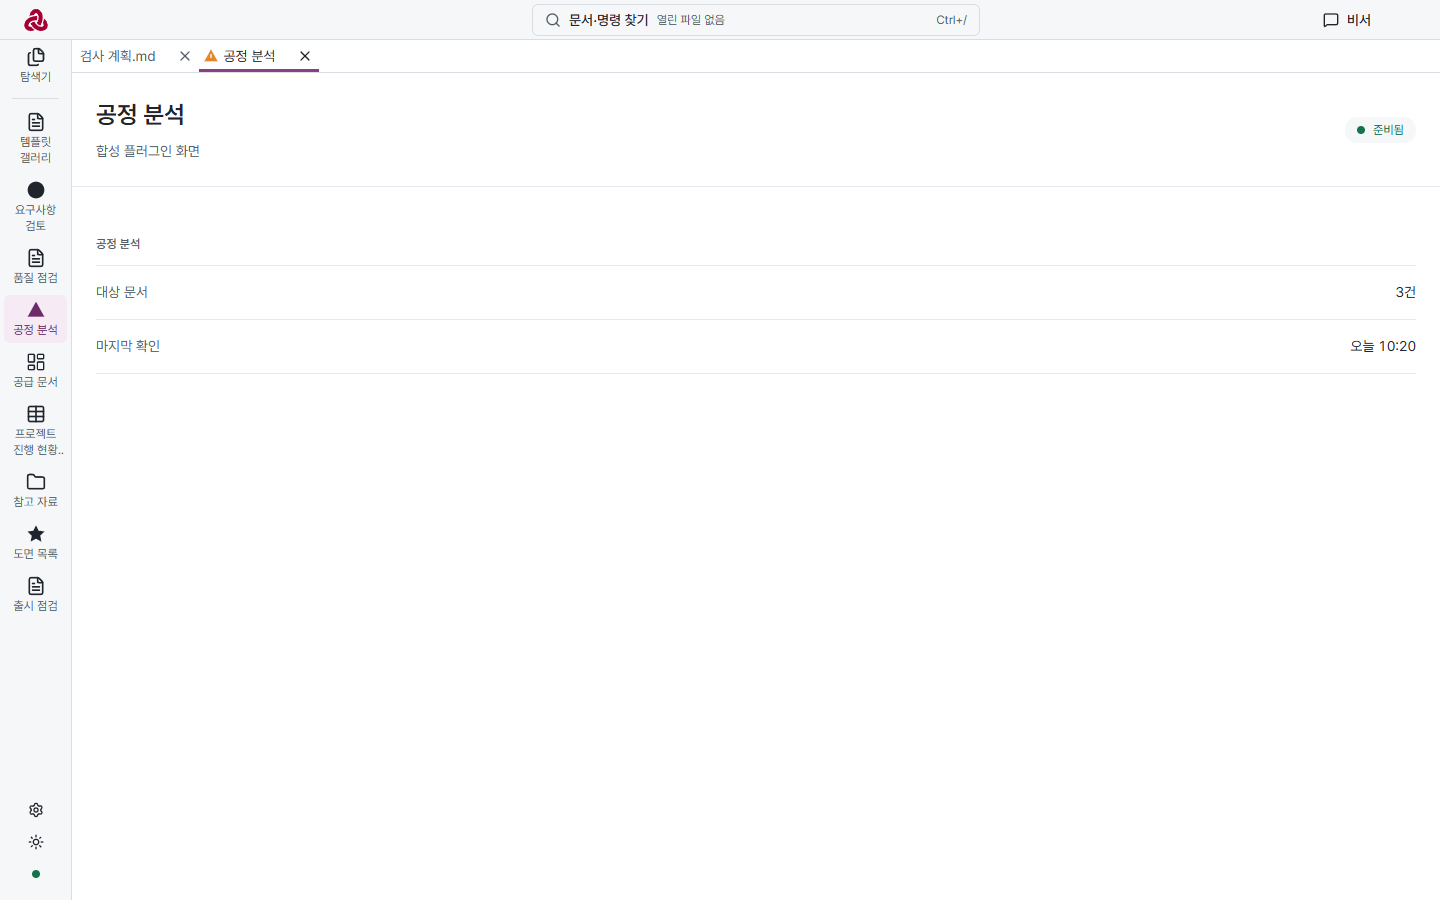 문서·명령 찾기 열린 파일 없음 Ctrl+/
비서
탐색기
템플릿
갤러리
요구사항
검토
품질 점검
공정 분석
공급 문서
프로젝트
진행 현황..
참고 자료
도면 목록
출시 점검
검사 계획.md
공정 분석
공정 분석
합성 플러그인 화면
준비됨
공정 분석
대상 문서 3건
마지막 확인 오늘 10:20